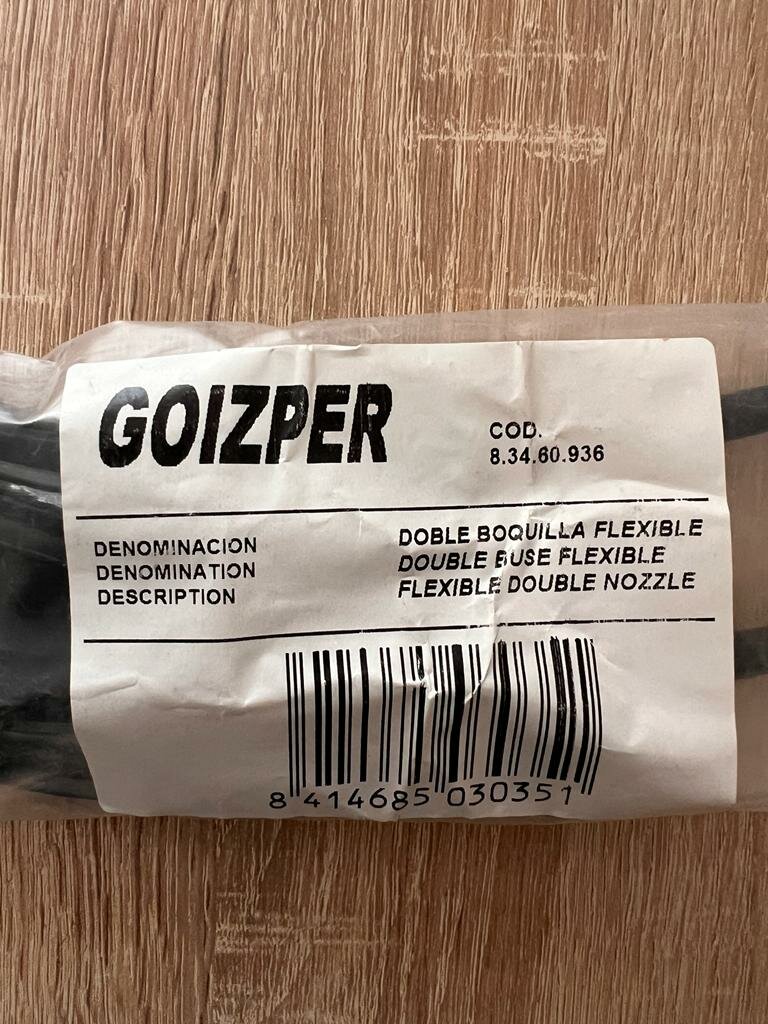 GOIZPER
COD.
8.34.60.936
DENOMINACION
DOBLE BOQUILLA FLEXIBLE
DENOMINATION
DOUBLE BUSE FLEXIBLE
DESCRIPTION
FLEXIBLE DOUBLE NOZZLE
8 414685 030351